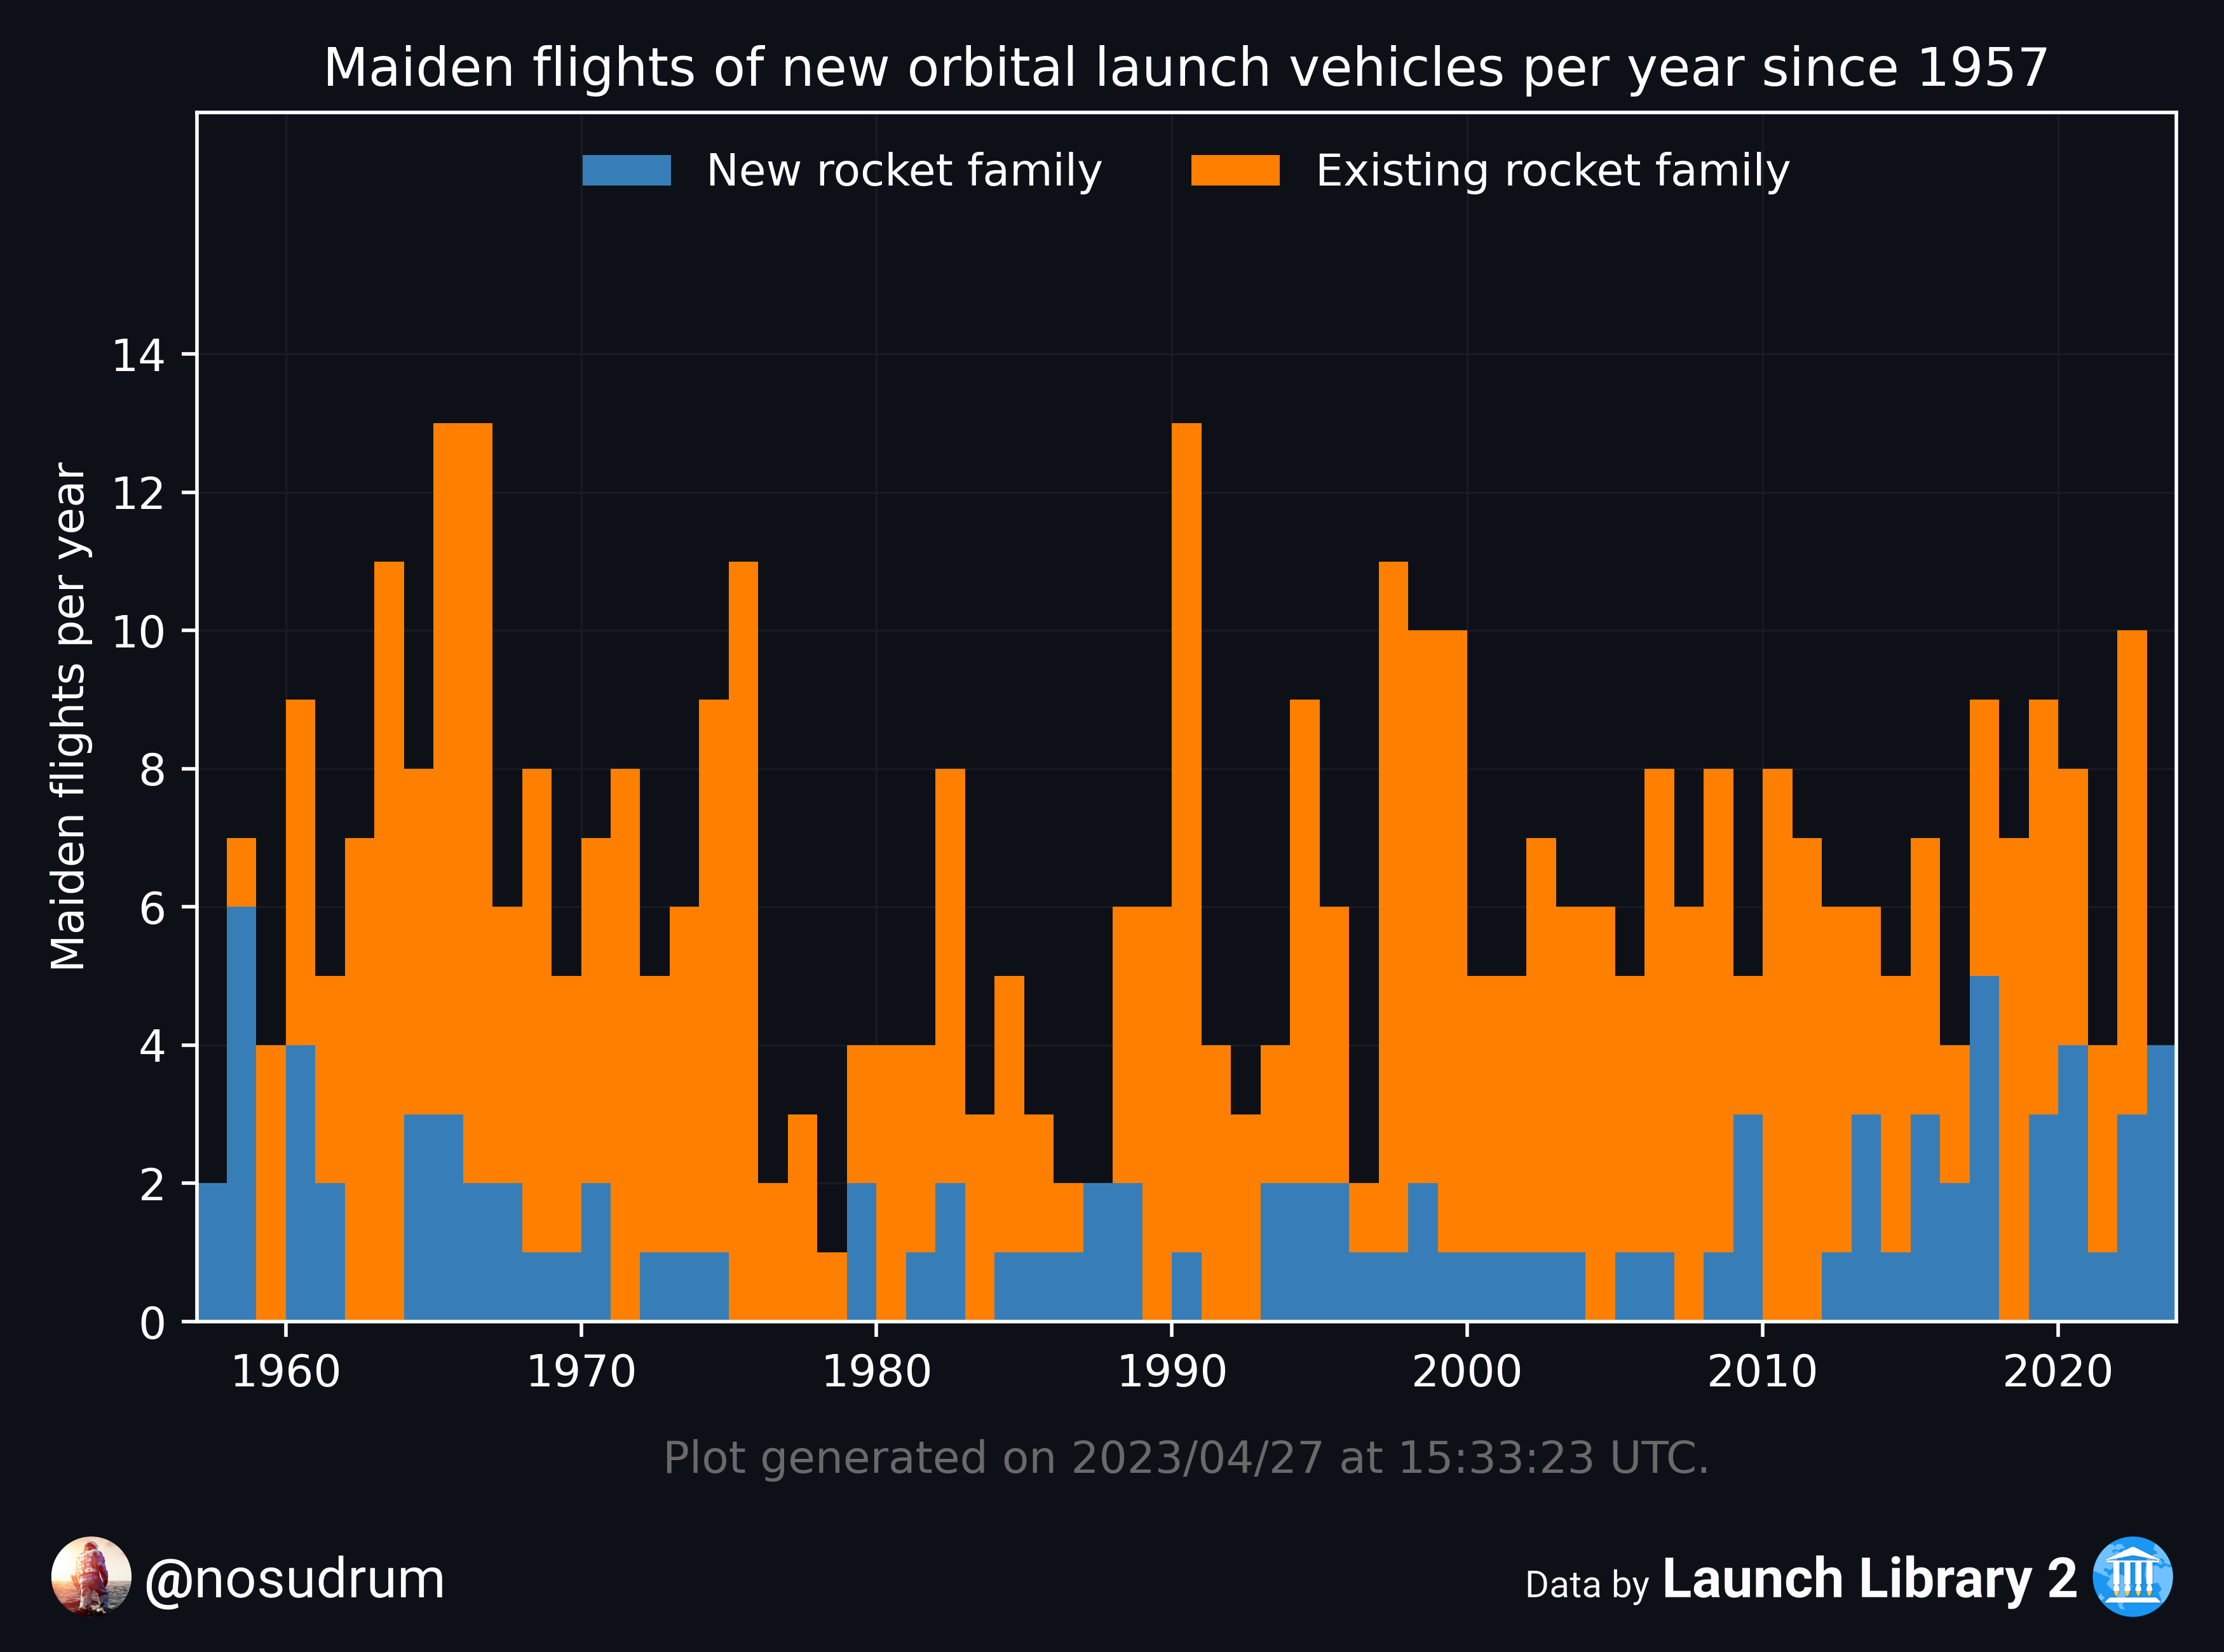 Maiden flights of new orbital launch vehicles per year since 1957
New rocket family
Existing rocket family
Maiden flights per year
14
12
10
8
6
4
2
0
1960
1970
1980
1990
2000
2010
2020
Plot generated on 2023/04/27 at 15:33:23 UTC.
@nosudrum
Data by Launch Library 2